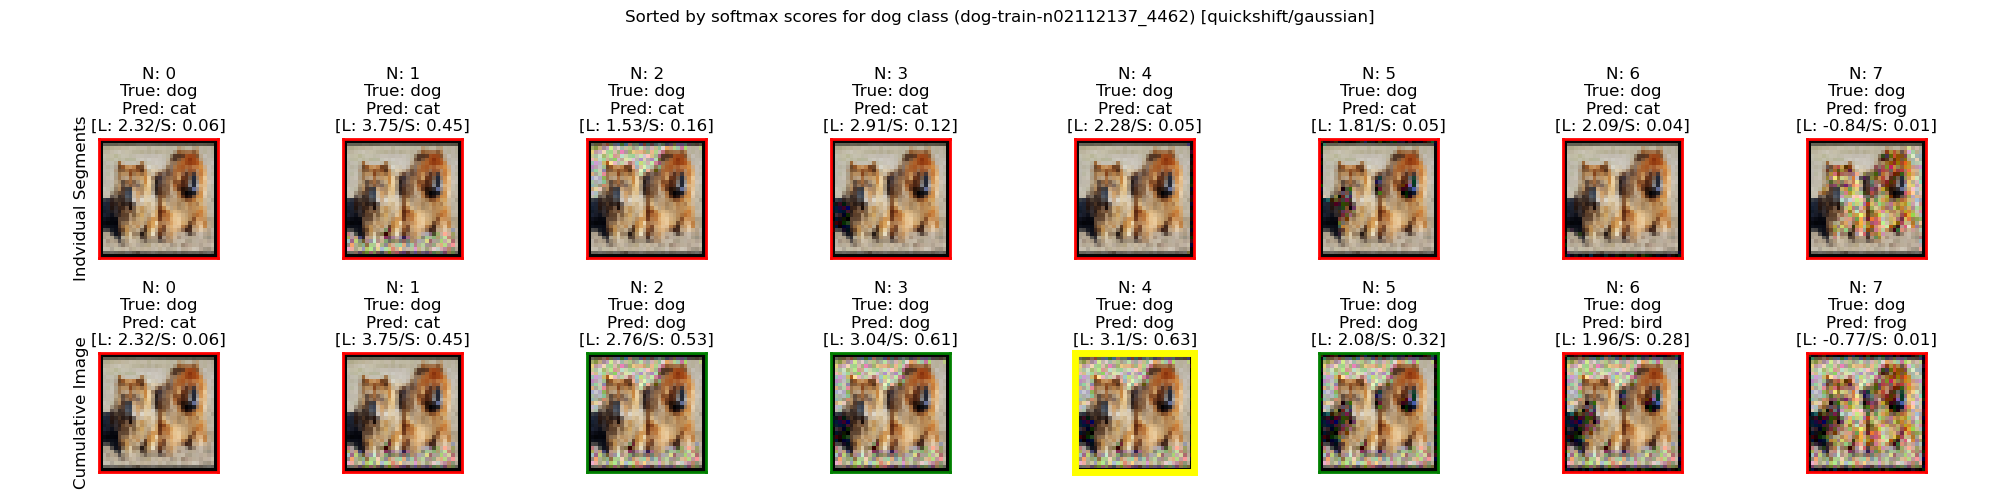 Sorted by softmax scores for dog class (dog-train-n02112137_4462) [quickshift/gaussian]
Indvidual Segments
N: 0
True: dog
Pred: cat
[L: 2.32/S: 0.06]
N: 1
True: dog
Pred: cat
[L: 3.75/S: 0.45]
N: 2
True: dog
Pred: cat
[L: 1.53/S: 0.16]
N: 3
True: dog
Pred: cat
[L: 2.91/S: 0.12]
N: 4
True: dog
Pred: cat
[L: 2.28/S: 0.05]
N: 5
True: dog
Pred: cat
[L: 1.81/S: 0.05]
N: 6
True: dog
Pred: cat
[L: 2.09/S: 0.04]
N: 7
True: dog
Pred: frog
[L: -0.84/S: 0.01]
Cumulative Image
N: 0
True: dog
Pred: cat
[L: 2.32/S: 0.06]
N: 1
True: dog
Pred: cat
[L: 3.75/S: 0.45]
N: 2
True: dog
Pred: dog
[L: 2.76/S: 0.53]
N: 3
True: dog
Pred: dog
[L: 3.04/S: 0.61]
N: 4
True: dog
Pred: dog
[L: 3.1/S: 0.63]
N: 5
True: dog
Pred: dog
[L: 2.08/S: 0.32]
N: 6
True: dog
Pred: bird
[L: 1.96/S: 0.28]
N: 7
True: dog
Pred: frog
[L: -0.77/S: 0.01]